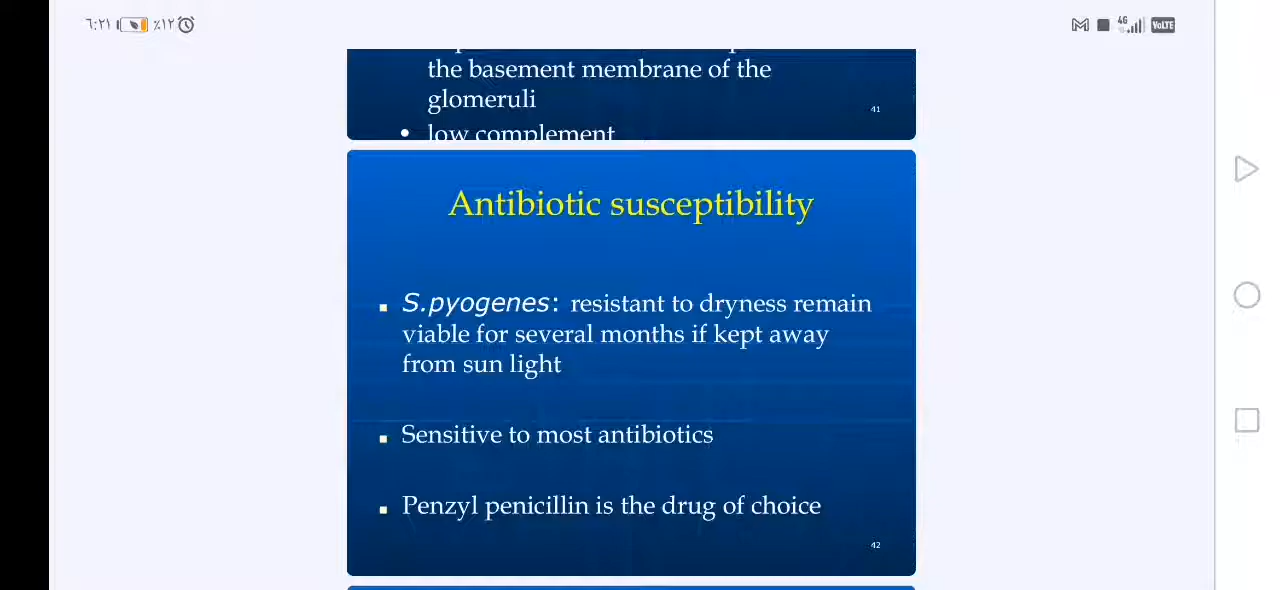 ٦:٢١ ٪١٢
4G VoLTE
the basement membrane of the
glomeruli
41
• low complement
Antibiotic susceptibility
▪ S.pyogenes: resistant to dryness remain
viable for several months if kept away
from sun light
▪ Sensitive to most antibiotics
▪ Penzyl penicillin is the drug of choice
42